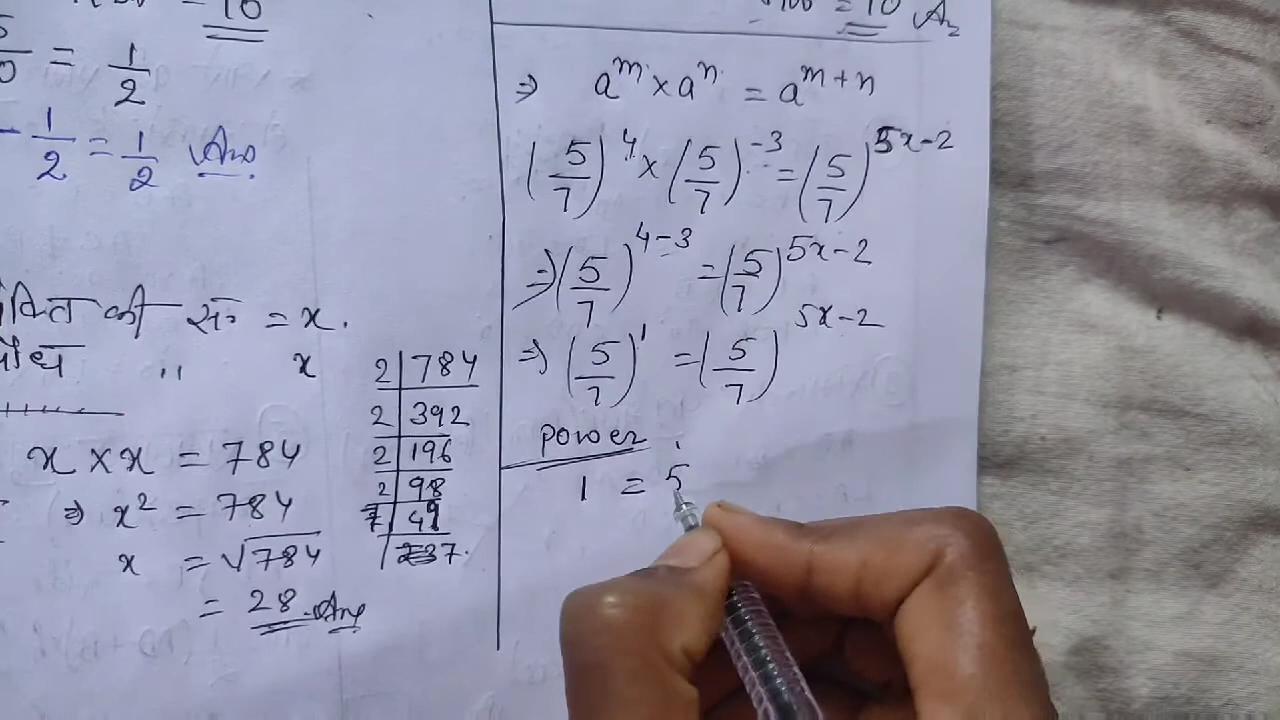 = 10
= 1/2
- 1/2 = 1/2 Ans
की सं॰ = x.
" x
x × x = 784
⇒ x² = 784
x = √784
= 28 Ans
2 | 784
2 | 392
2 | 196
2 | 98
7 | 49
7.
= 10
⇒ a^m × a^n = a^(m+n)
(5/7)^4 × (5/7)^-3 = (5/7)^(5x-2)
⇒ (5/7)^(4-3) = (5/7)^(5x-2)
⇒ (5/7)^1 = (5/7)^(5x-2)
power
1 = 5